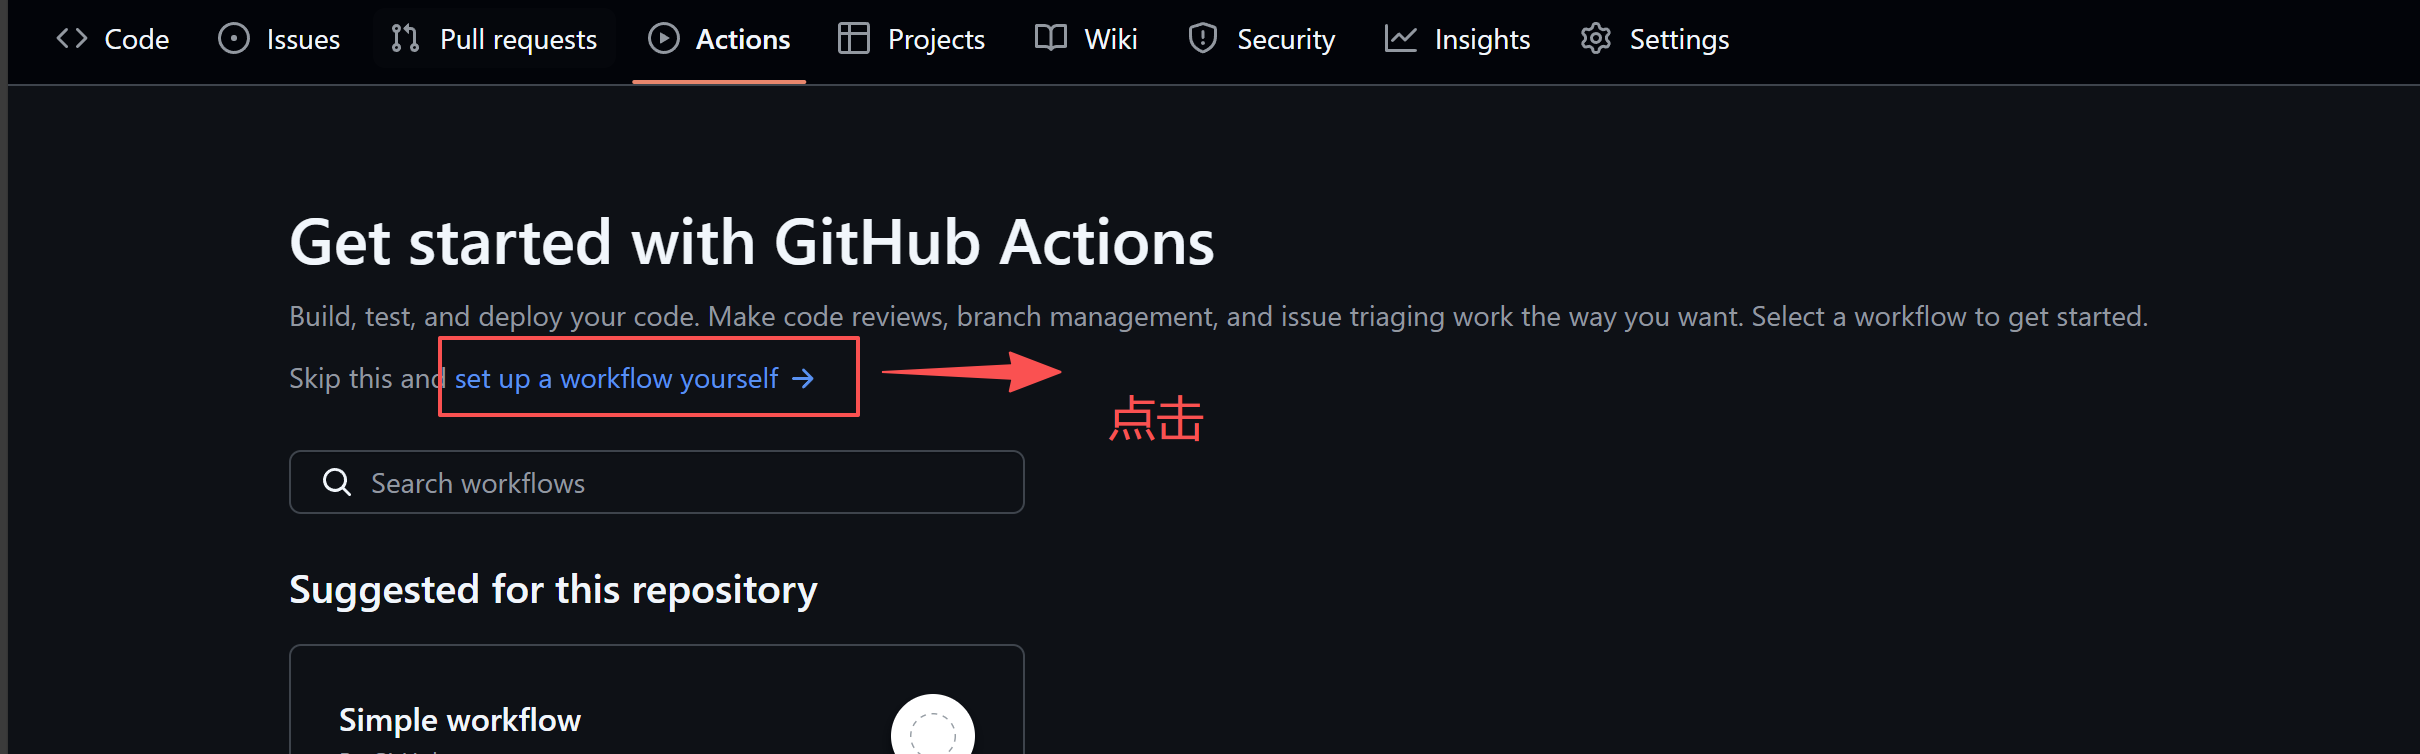 Code Issues Pull requests Actions Projects Wiki Security Insights Settings
Get started with GitHub Actions
Build, test, and deploy your code. Make code reviews, branch management, and issue triaging work the way you want. Select a workflow to get started.
Skip this and set up a workflow yourself →
点击
Search workflows
Suggested for this repository
Simple workflow